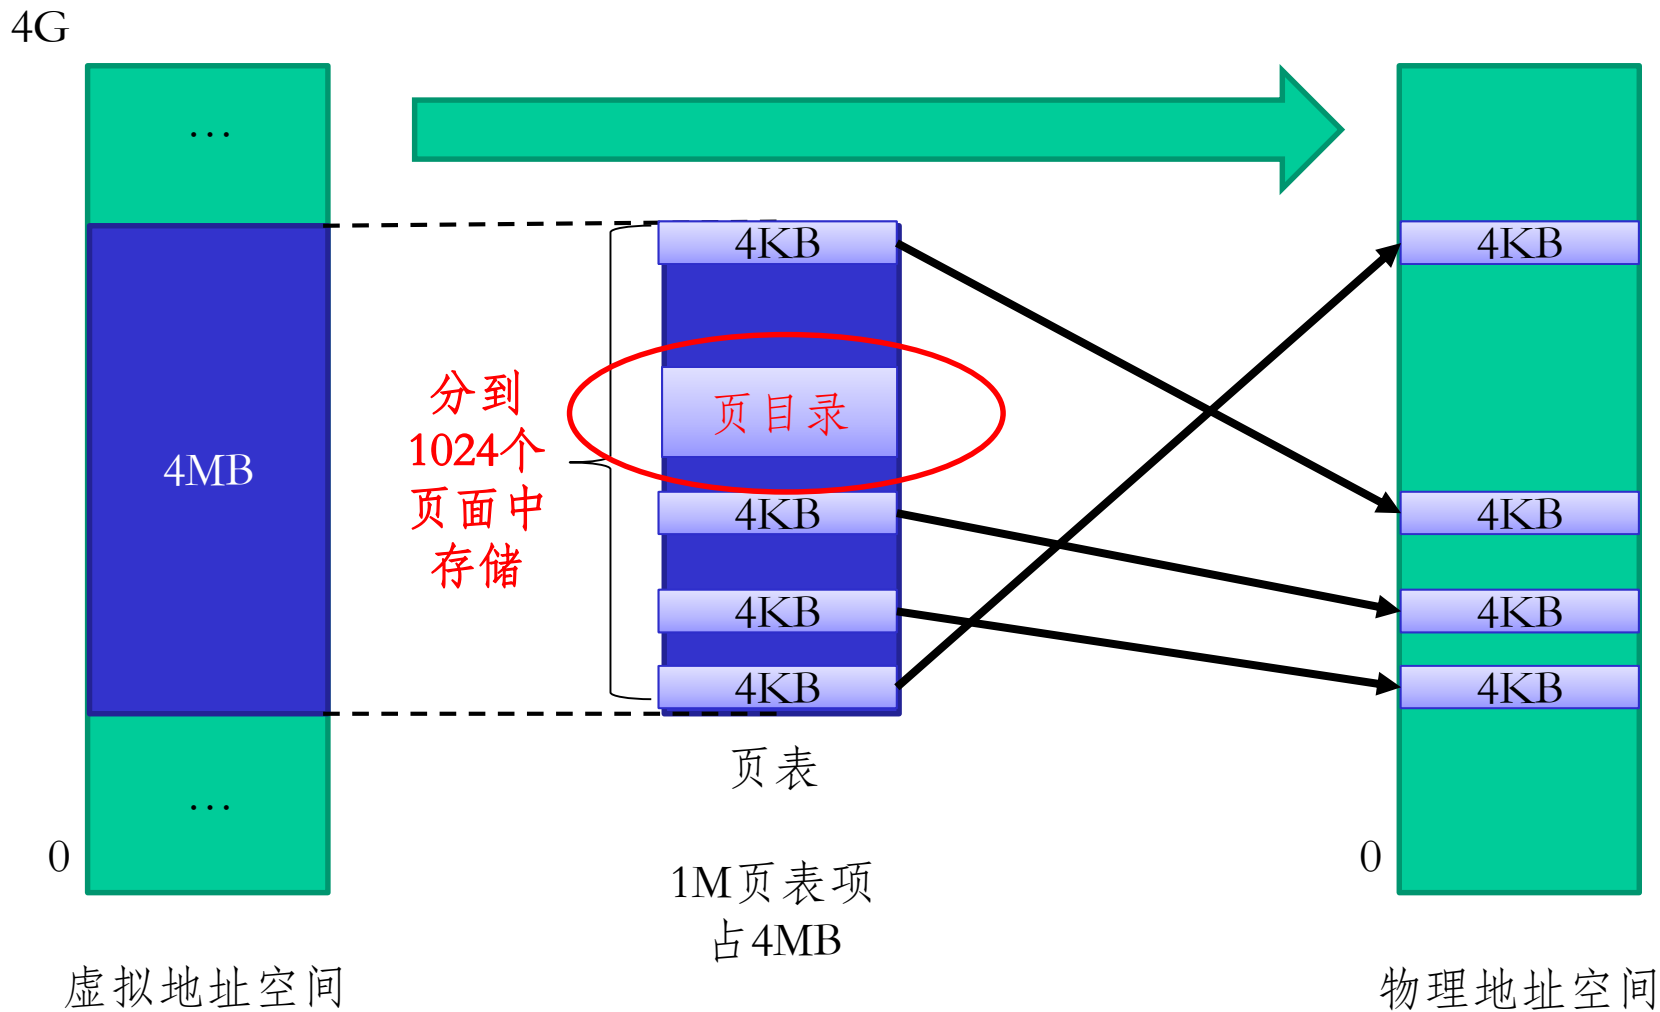 4G
…
4KB
4KB
分到
1024个
页面中
存储
页目录
4MB
4KB
4KB
4KB
4KB
4KB
4KB
页表
…
0
0
1M页表项
占4MB
虚拟地址空间
物理地址空间